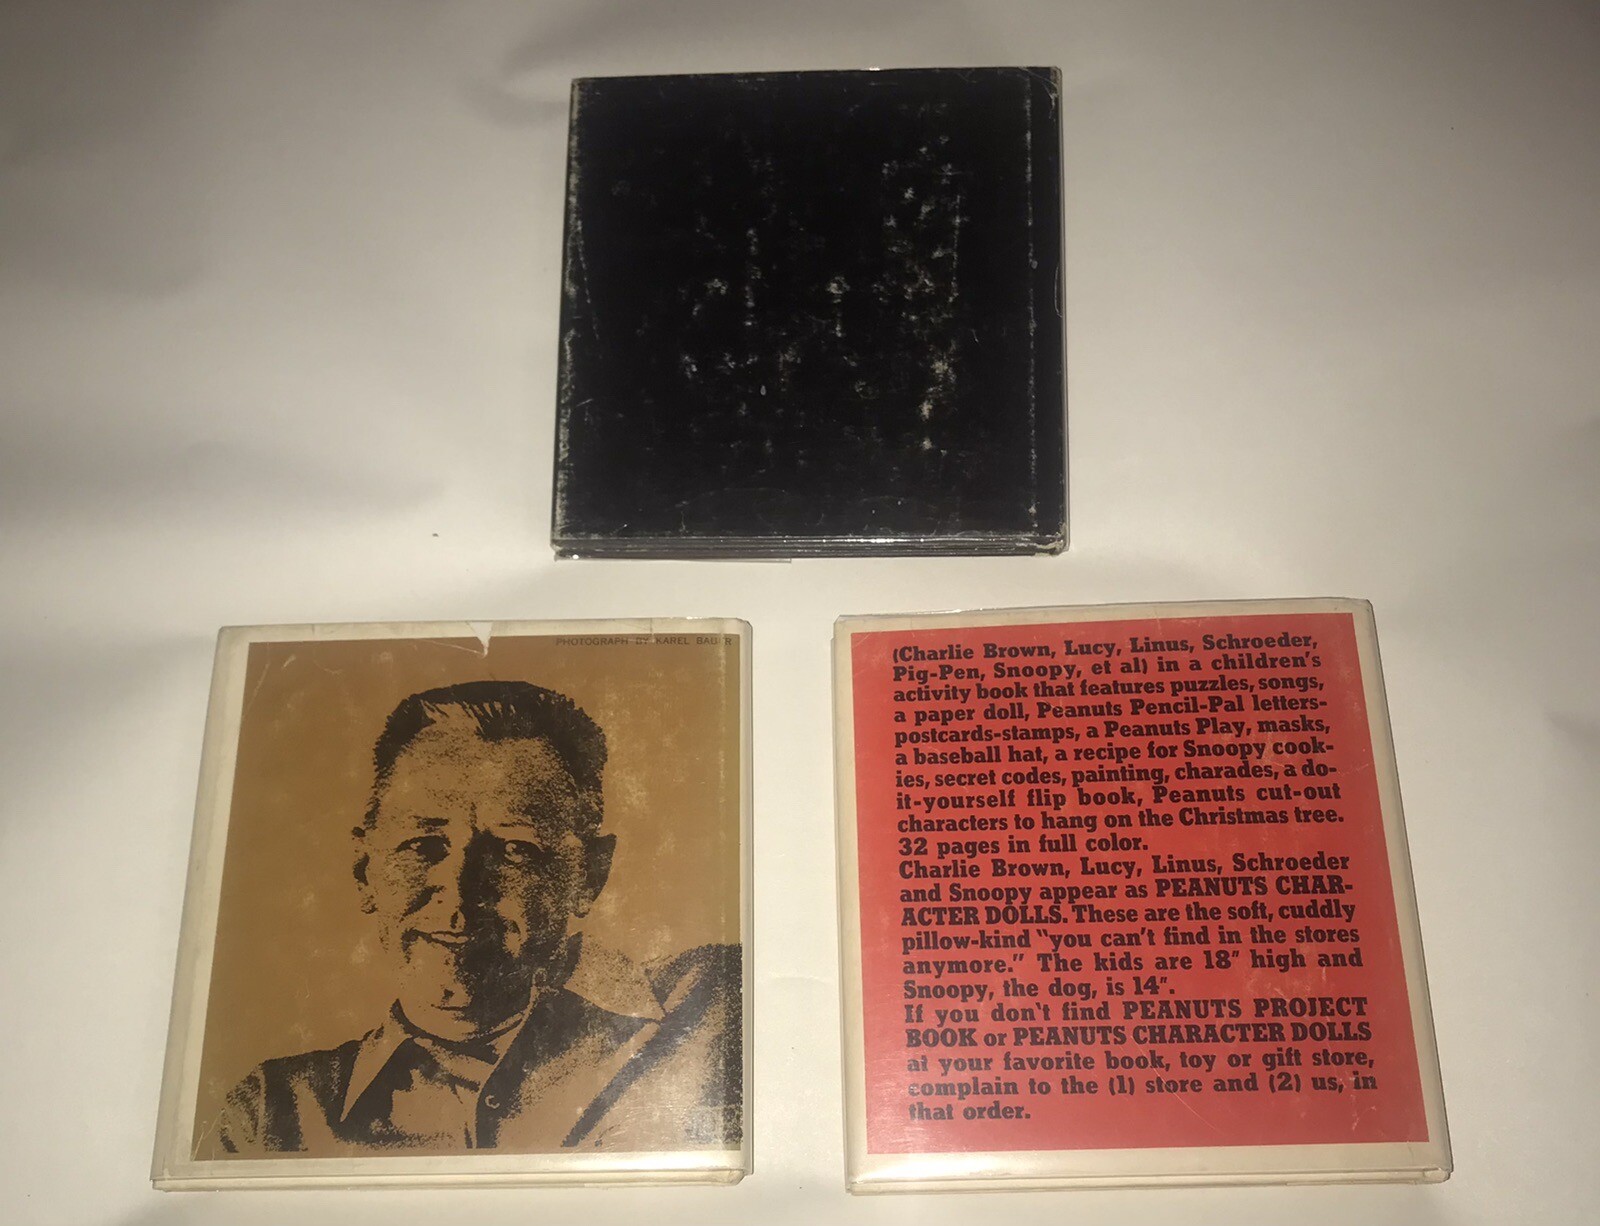 PHOTOGRAPH BY KAREL BAUER
(Charlie Brown, Lucy, Linus, Schroeder,
Pig-Pen, Snoopy, et al) in a children's
activity book that features puzzles, songs,
a paper doll, Peanuts Pencil-Pal letters-
postcards-stamps, a Peanuts Play, masks,
a baseball hat, a recipe for Snoopy cook-
ies, secret codes, painting, charades, a do-
it-yourself flip book, Peanuts cut-out
characters to hang on the Christmas tree.
32 pages in full color.
Charlie Brown, Lucy, Linus, Schroeder
and Snoopy appear as PEANUTS CHAR-
ACTER DOLLS. These are the soft, cuddly
pillow-kind "you can't find in the stores
anymore." The kids are 18" high and
Snoopy, the dog, is 14".
If you don't find PEANUTS PROJECT
BOOK or PEANUTS CHARACTER DOLLS
at your favorite book, toy or gift store,
complain to the (1) store and (2) us, in
that order.